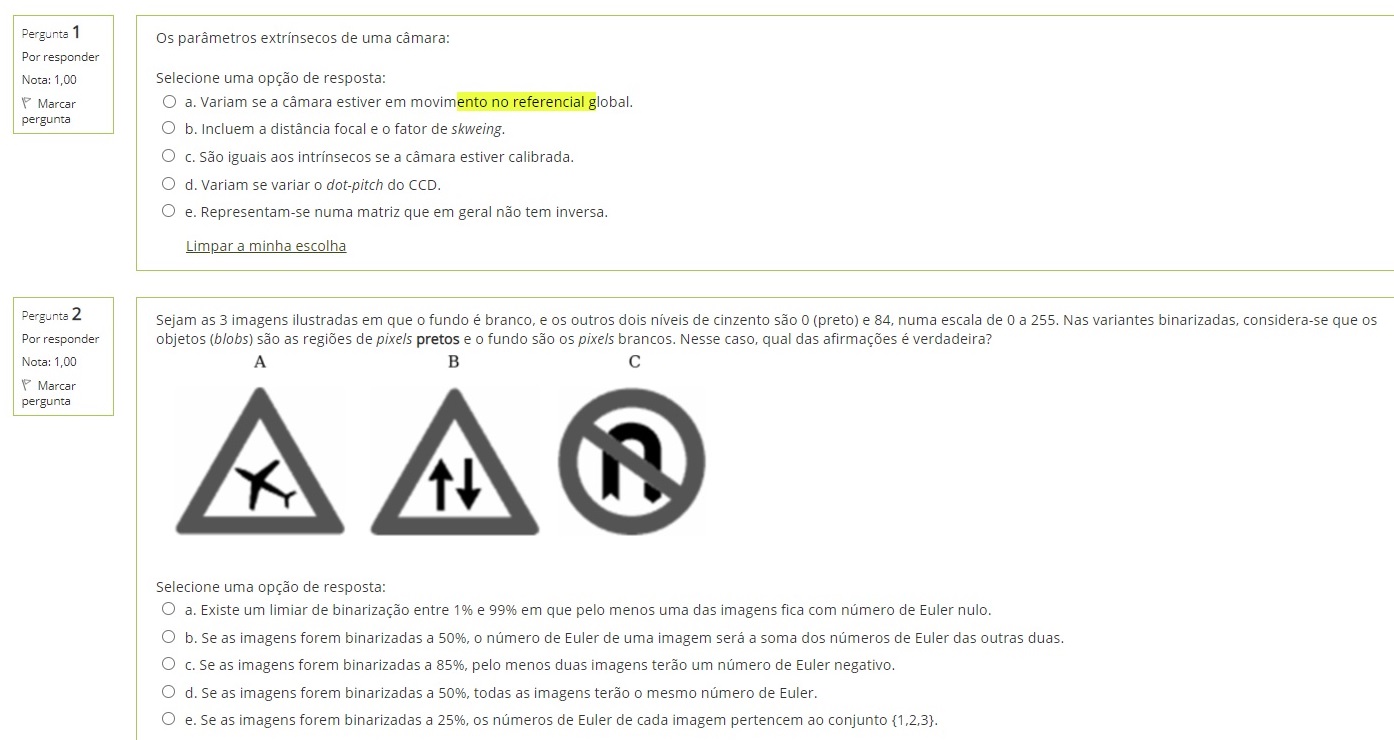 Pergunta 1
Por responder
Nota: 1,00
Marcar
pergunta
Os parâmetros extrínsecos de uma câmara:
Selecione uma opção de resposta:
a. Variam se a câmara estiver em movimento no referencial global.
b. Incluem a distância focal e o fator de skweing.
c. São iguais aos intrínsecos se a câmara estiver calibrada.
d. Variam se variar o dot-pitch do CCD.
e. Representam-se numa matriz que em geral não tem inversa.
Limpar a minha escolha
Pergunta 2
Por responder
Nota: 1,00
Marcar
pergunta
Sejam as 3 imagens ilustradas em que o fundo é branco, e os outros dois níveis de cinzento são 0 (preto) e 84, numa escala de 0 a 255. Nas variantes binarizadas, considera-se que os
objetos (blobs) são as regiões de pixels pretos e o fundo são os pixels brancos. Nesse caso, qual das afirmações é verdadeira?
A B C
Selecione uma opção de resposta:
a. Existe um limiar de binarização entre 1% e 99% em que pelo menos uma das imagens fica com número de Euler nulo.
b. Se as imagens forem binarizadas a 50%, o número de Euler de uma imagem será a soma dos números de Euler das outras duas.
c. Se as imagens forem binarizadas a 85%, pelo menos duas imagens terão um número de Euler negativo.
d. Se as imagens forem binarizadas a 50%, todas as imagens terão o mesmo número de Euler.
e. Se as imagens forem binarizadas a 25%, os números de Euler de cada imagem pertencem ao conjunto {1,2,3}.